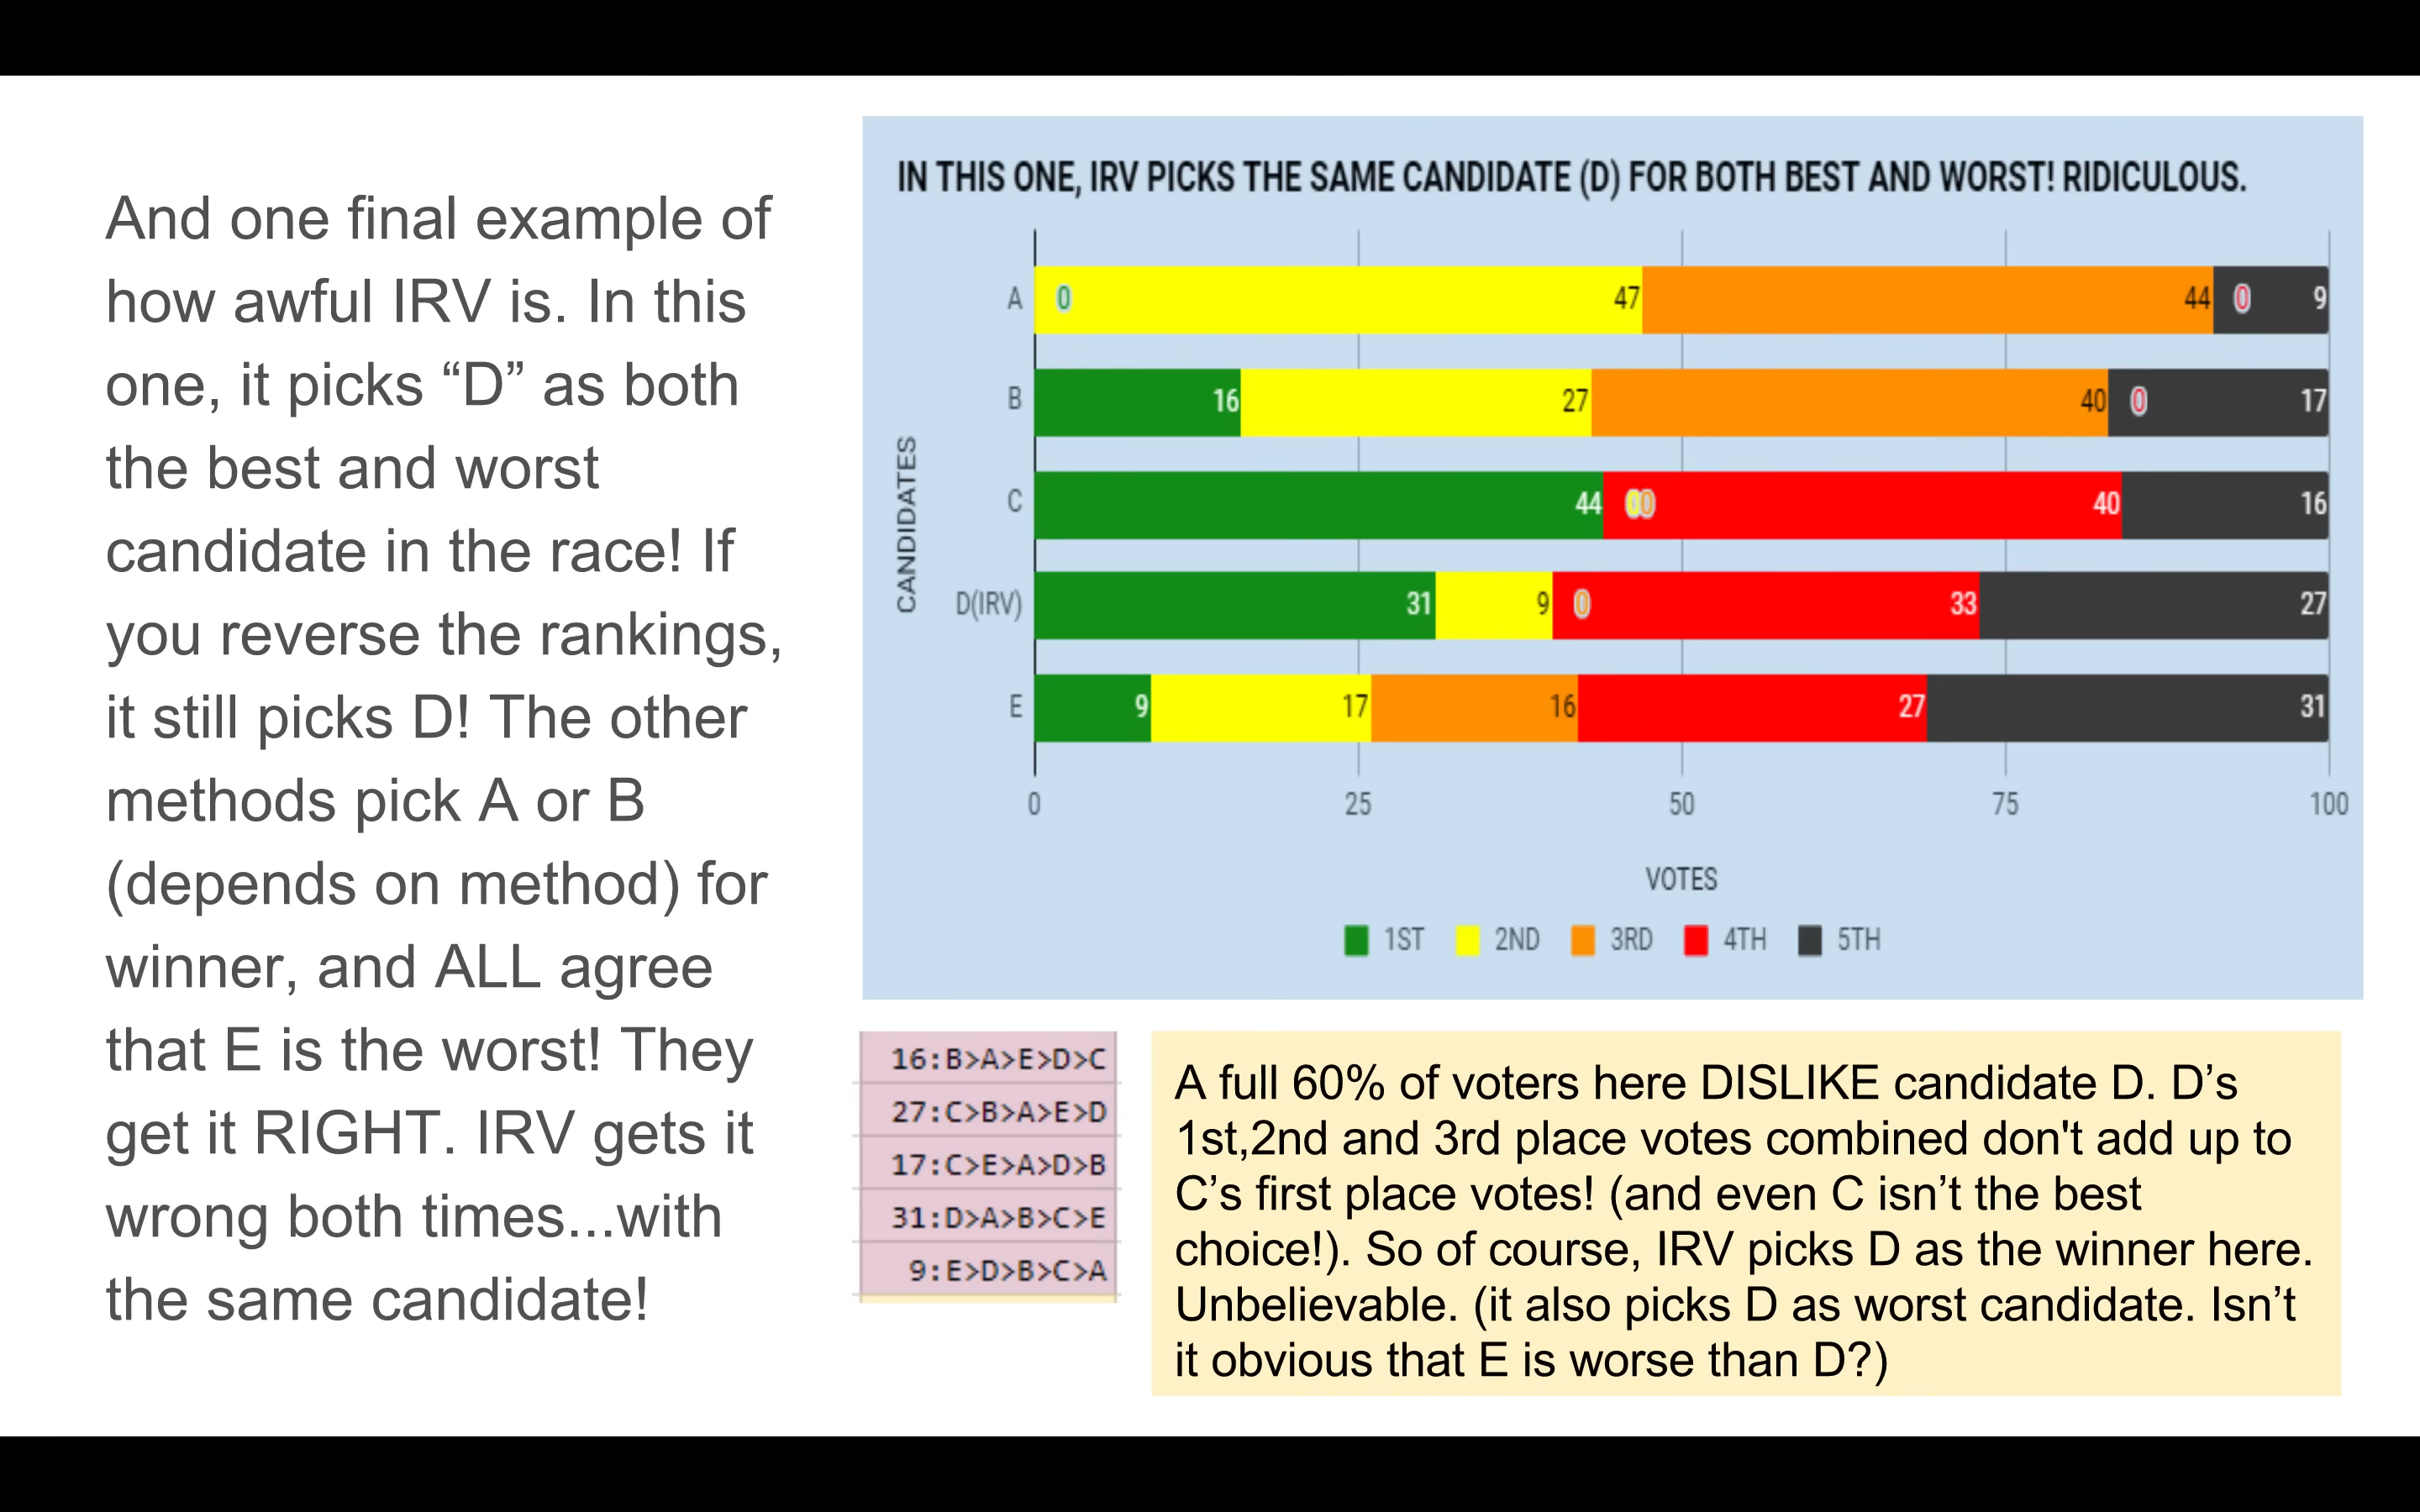 And one final example of
how awful IRV is. In this
one, it picks “D” as both
the best and worst
candidate in the race! If
you reverse the rankings,
it still picks D! The other
methods pick A or B
(depends on method) for
winner, and ALL agree
that E is the worst! They
get it RIGHT. IRV gets it
wrong both times...with
the same candidate!
IN THIS ONE, IRV PICKS THE SAME CANDIDATE (D) FOR BOTH BEST AND WORST! RIDICULOUS.
CANDIDATES
A 0 47 44 0 9
B 16 27 40 0 17
C 44 0 0 40 16
D(IRV) 31 9 0 33 27
E 9 17 16 27 31
0 25 50 75 100
VOTES
1ST 2ND 3RD 4TH 5TH
16:B>A>E>D>C
27:C>B>A>E>D
17:C>E>A>D>B
31:D>A>B>C>E
9:E>D>B>C>A
A full 60% of voters here DISLIKE candidate D. D’s
1st,2nd and 3rd place votes combined don't add up to
C’s first place votes! (and even C isn’t the best
choice!). So of course, IRV picks D as the winner here.
Unbelievable. (it also picks D as worst candidate. Isn’t
it obvious that E is worse than D?)